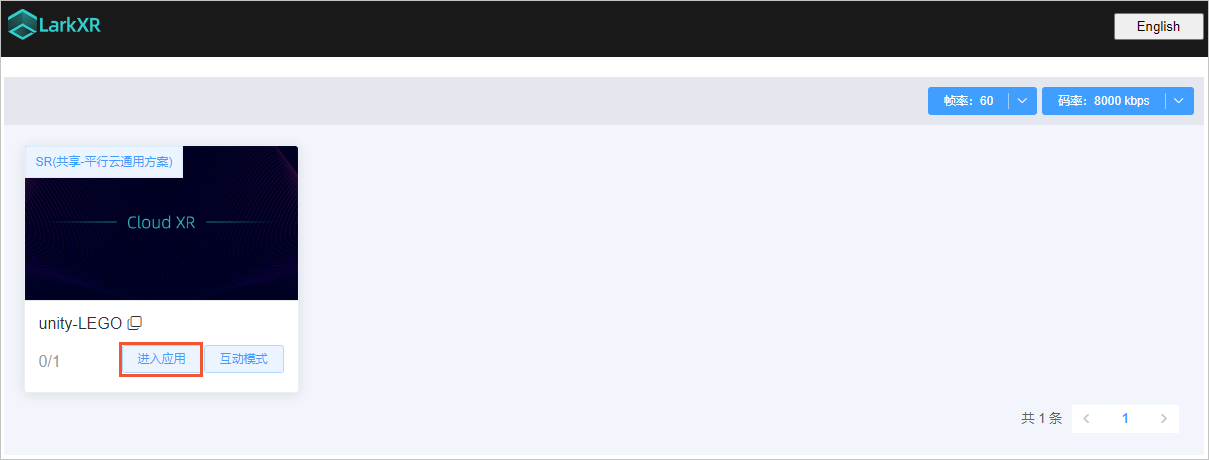 LarkXR
English
帧率：60
码率：8000 kbps
SR(共享-平行云通用方案)
Cloud XR
unity-LEGO
0/1
进入应用
互动模式
共 1 条
1